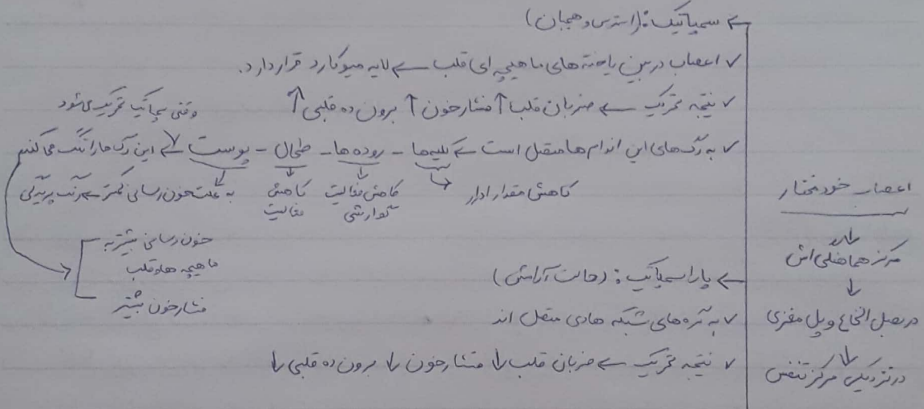 اعصاب خودمختار
↓
مرکز هماهنگی اش
↓
در بصل النخاع و پل مغزی
↓
در نزدیکی مرکز تنفس
← سمپاتیک : (استرس و هیجان)
✓ اعصاب در بین یاخته های ماهیچه ای قلب ← لایه میوکارد قرار دارد.
✓ نتیجه تحریک ← ضربان قلب ↑ فشار خون ↑ برون ده قلبی ↑
وقتی سمپاتیک تحریک می شود
✓ به رگ های این اندام ها متصل است ← کلیه ها - روده ها - طحال - پوست ← این رگ ها را تنگ می کند
کاهش مقدار ادرار
کاهش فعالیت گوارشی
کاهش فعالیت
به علت خون رسانی کمتر ← رنگ پریدگی
خون رسانی بیشتر به
ماهیچه ها و قلب
فشار خون بیشتر
← پاراسمپاتیک : (حالت آرامش)
✓ به گره های شبکه هادی متصل اند
✓ نتیجه تحریک ← ضربان قلب ↓ فشار خون ↓ برون ده قلبی ↓